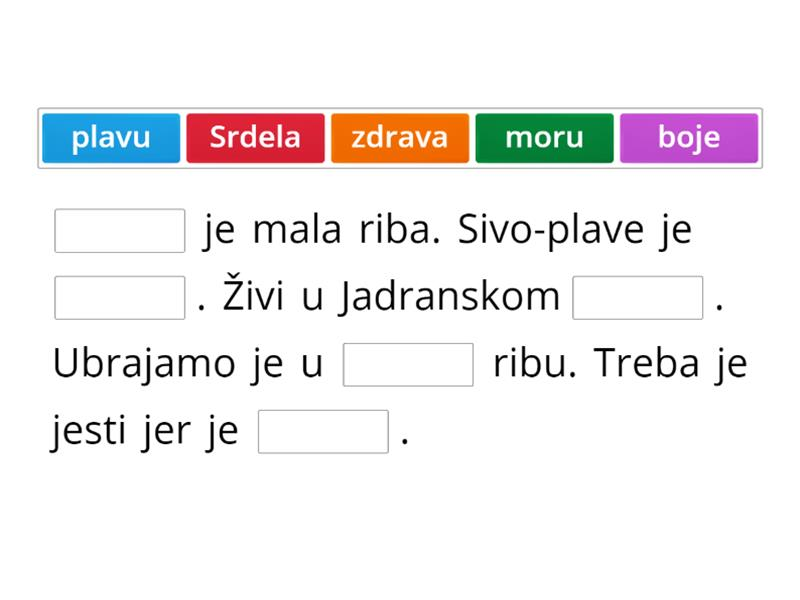 plavu Srdela zdrava moru boje
je mala riba. Sivo-plave je
. Živi u Jadranskom .
Ubrajamo je u ribu. Treba je
jesti jer je .